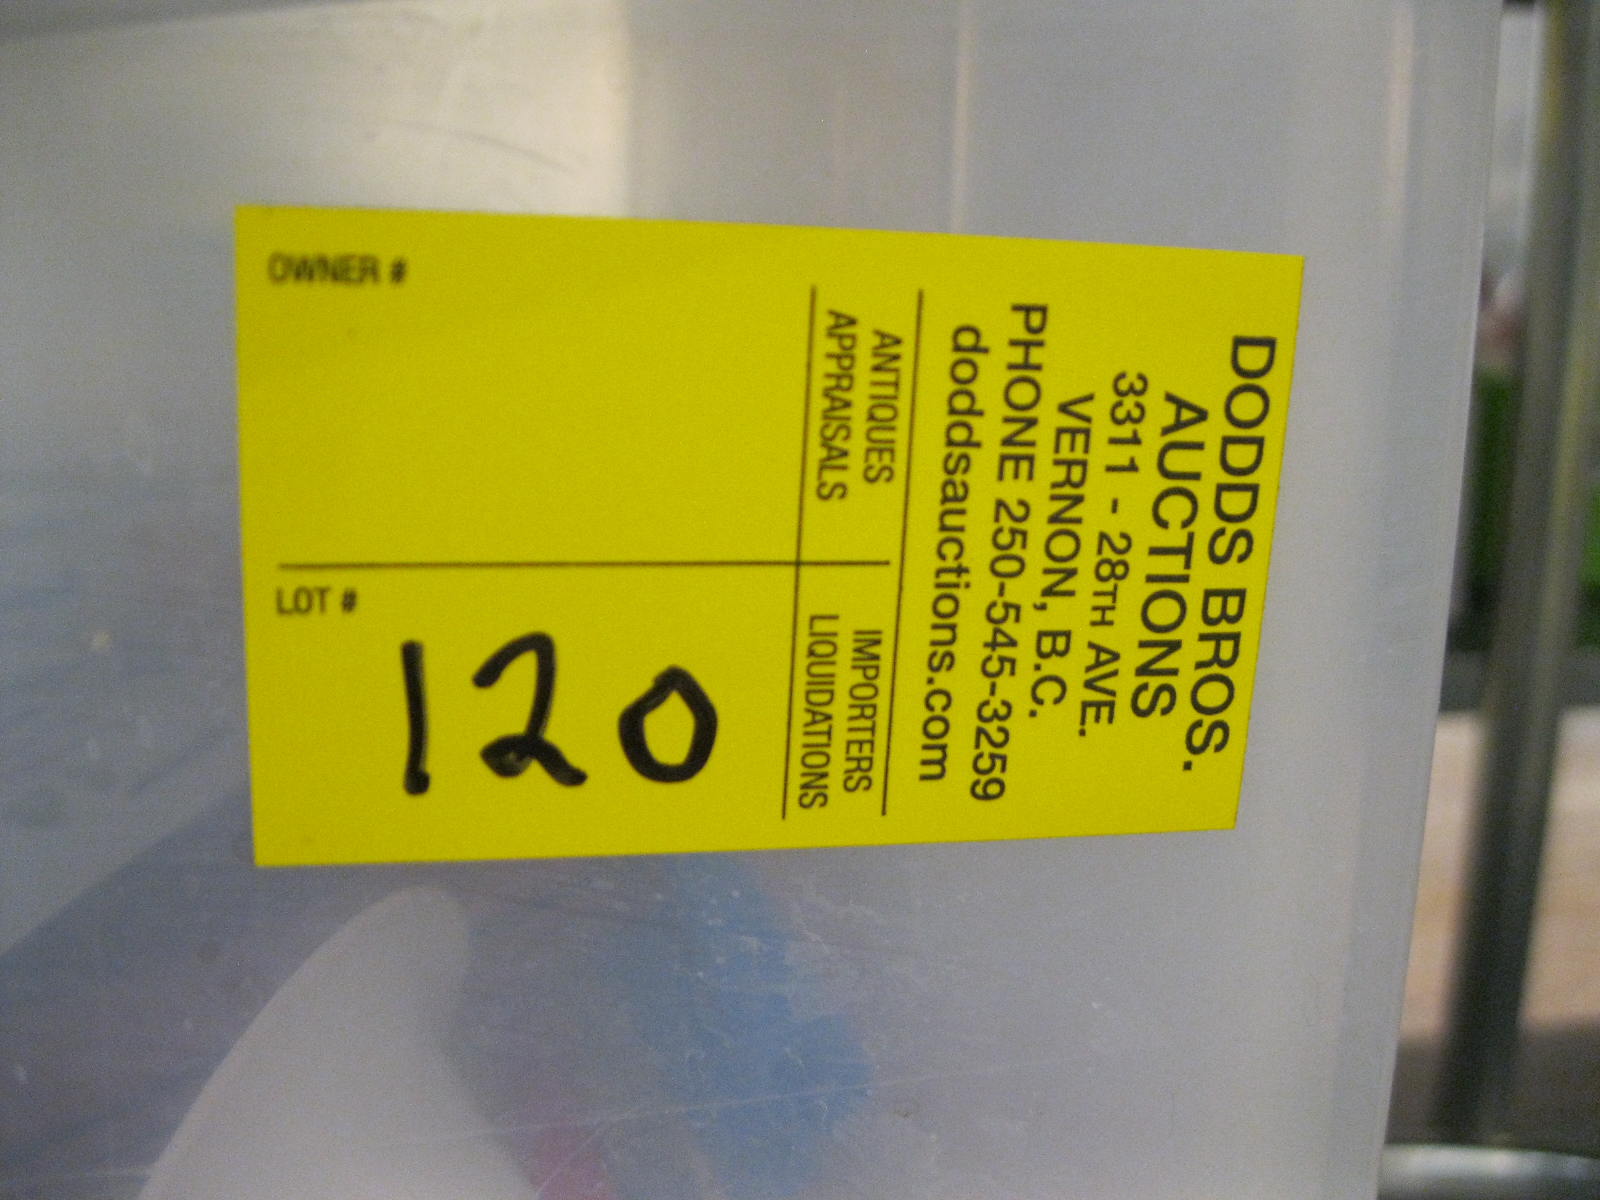 DODDS BROS.
AUCTIONS
3311 - 28TH AVE.
VERNON, B.C.
PHONE 250-545-3259
doddsauctions.com
ANTIQUES
APPRAISALS
IMPORTERS
LIQUIDATIONS
OWNER #
LOT #
120